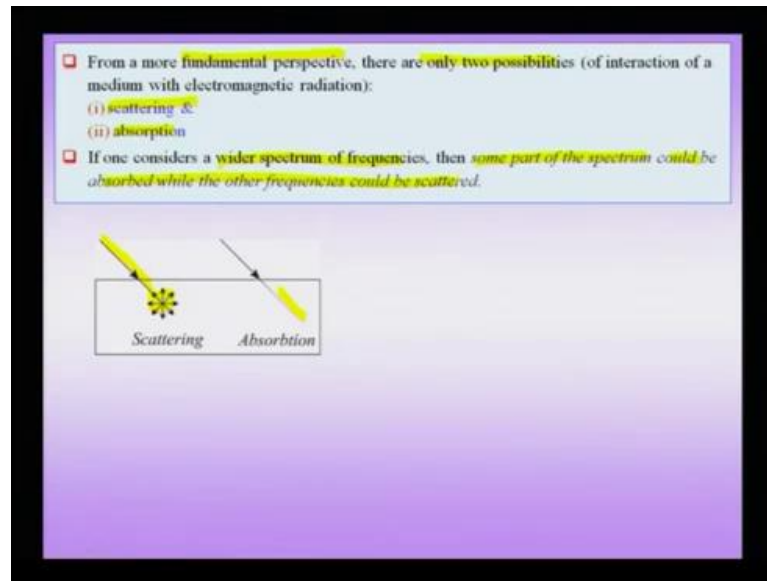 From a more fundamental perspective, there are only two possibilities (of interaction of a
medium with electromagnetic radiation):
(i) scattering &
(ii) absorption
If one considers a wider spectrum of frequencies, then some part of the spectrum could be
absorbed while the other frequencies could be scattered.
Scattering Absorbtion